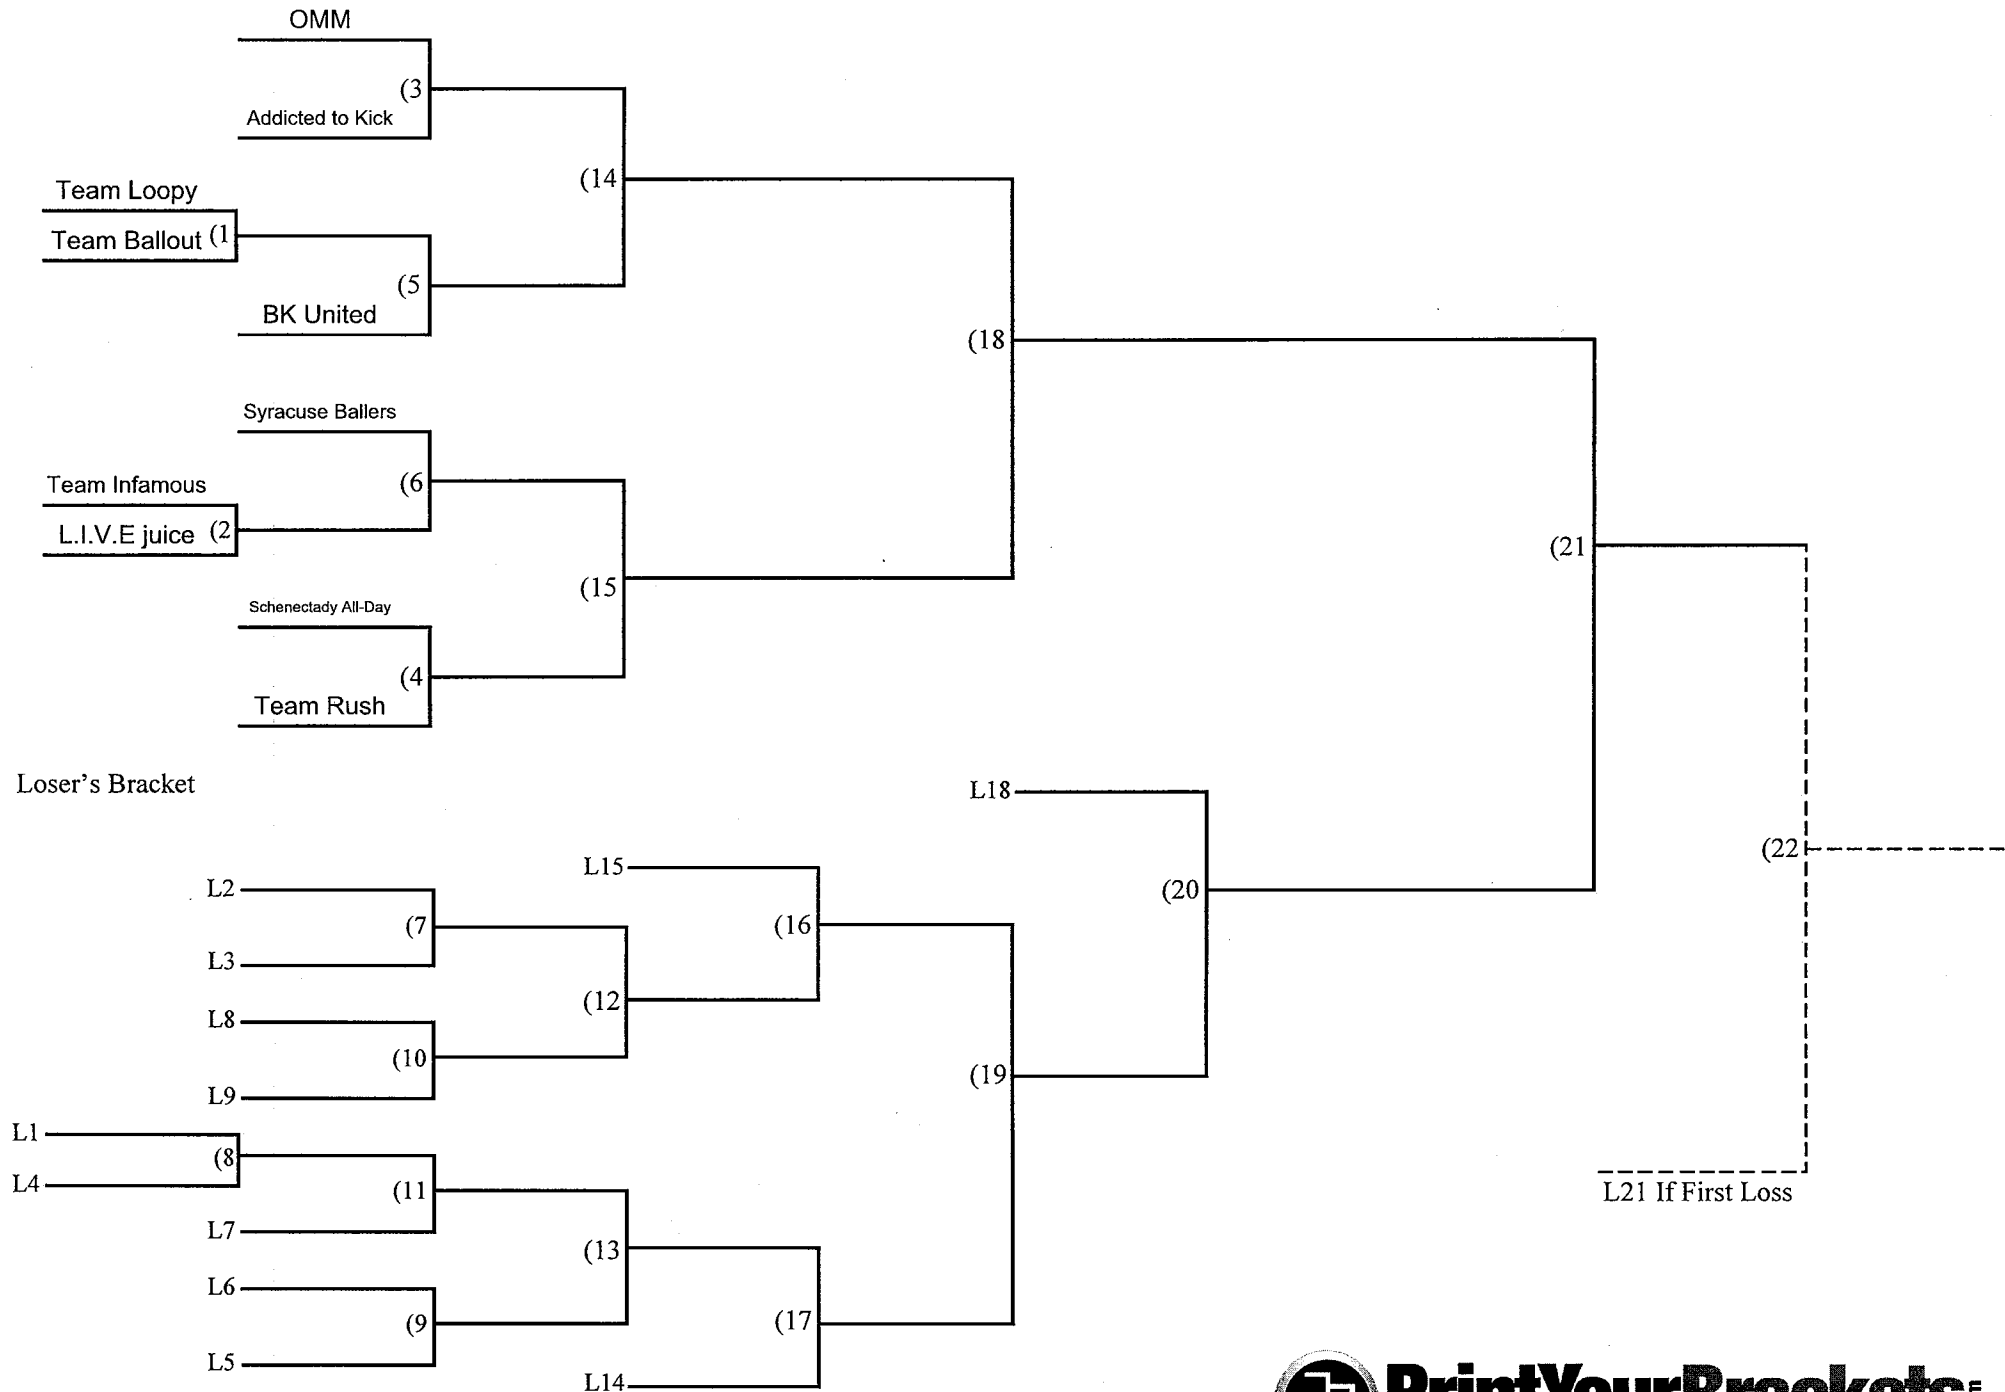 OMM
(3
Addicted to Kick
(14
Team Loopy
Team Ballout (1
(5
BK United
(18
Syracuse Ballers
(6
Team Infamous
L.I.V.E juice (2
(21
(15
Schenectady All-Day
(4
Team Rush
Loser's Bracket
L18
(22
L15
L2
(20
(7
(16
L3
(12
L8
(10
(19
L9
L1
(8
L4
(11
L21 If First Loss
L7
(13
L6
(9
(17
L5
L14
PrintYourBrackets